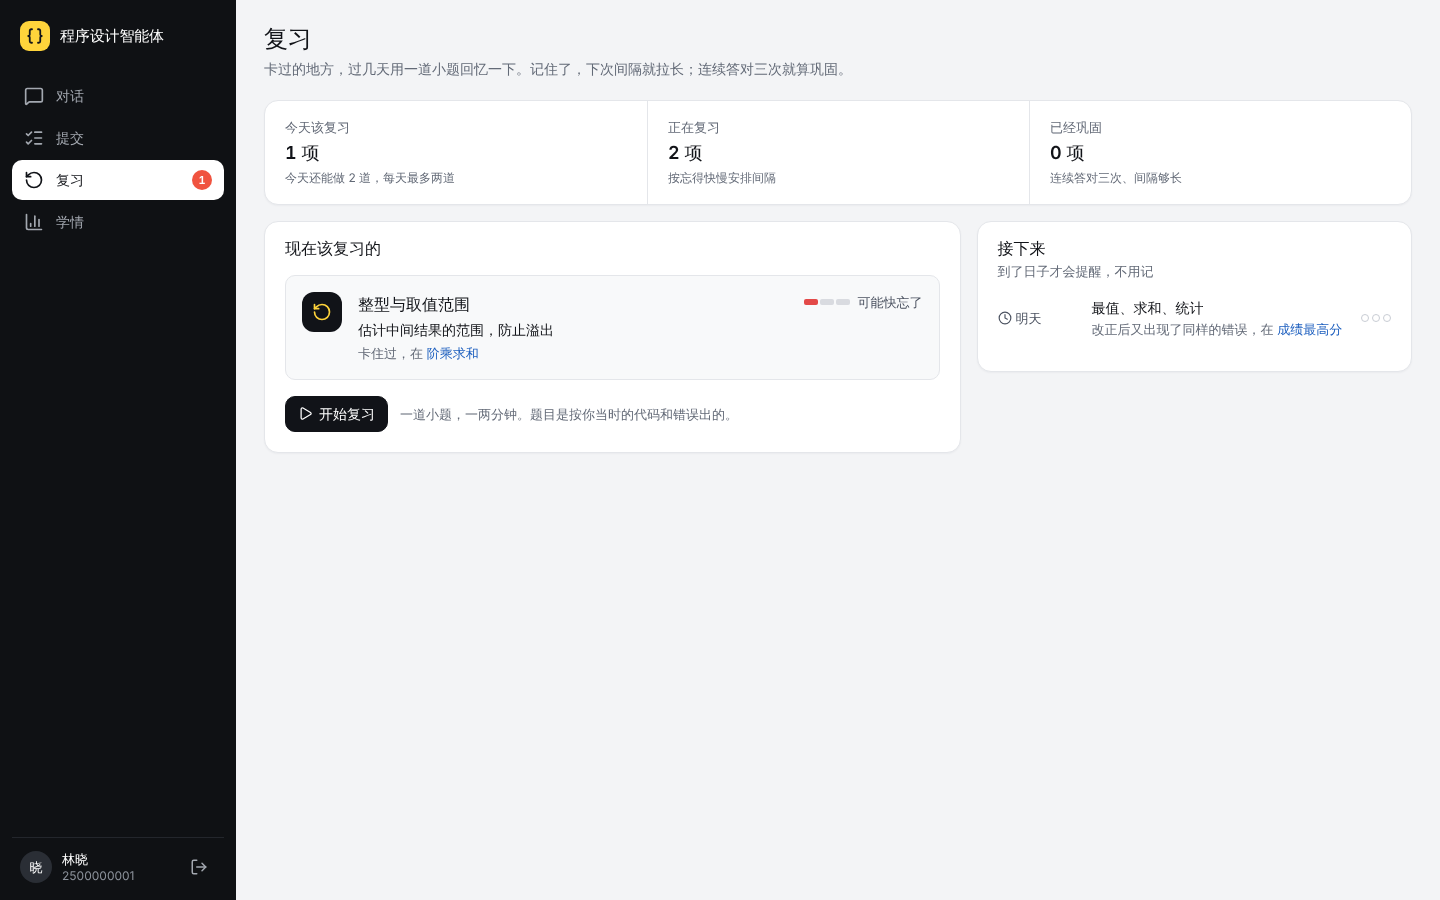 程序设计智能体
对话
提交
复习
1
学情
林晓
晓
2500000001
复习
卡过的地方，过几天用一道小题回忆一下。记住了，下次间隔就拉长；连续答对三次就算巩固。
今天该复习
1 项
今天还能做 2 道，每天最多两道
正在复习
2 项
按忘得快慢安排间隔
已经巩固
0 项
连续答对三次、间隔够长
现在该复习的
整型与取值范围
可能快忘了
估计中间结果的范围，防止溢出
卡住过，在 阶乘求和
开始复习
一道小题，一两分钟。题目是按你当时的代码和错误出的。
接下来
到了日子才会提醒，不用记
明天
最值、求和、统计
改正后又出现了同样的错误，在 成绩最高分